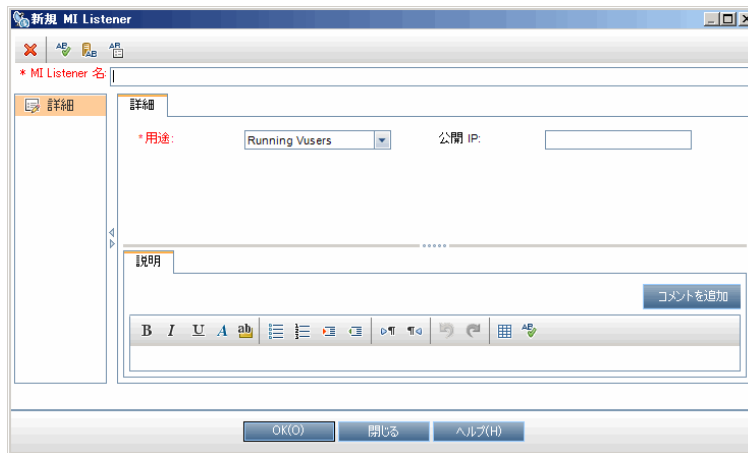 新規 MI Listener
* MI Listener 名:
詳細
詳細
*用途:
Running Vusers
公開 IP:
説明
コメントを追加
B I U A ab
OK(O)
閉じる
ヘルプ(H)